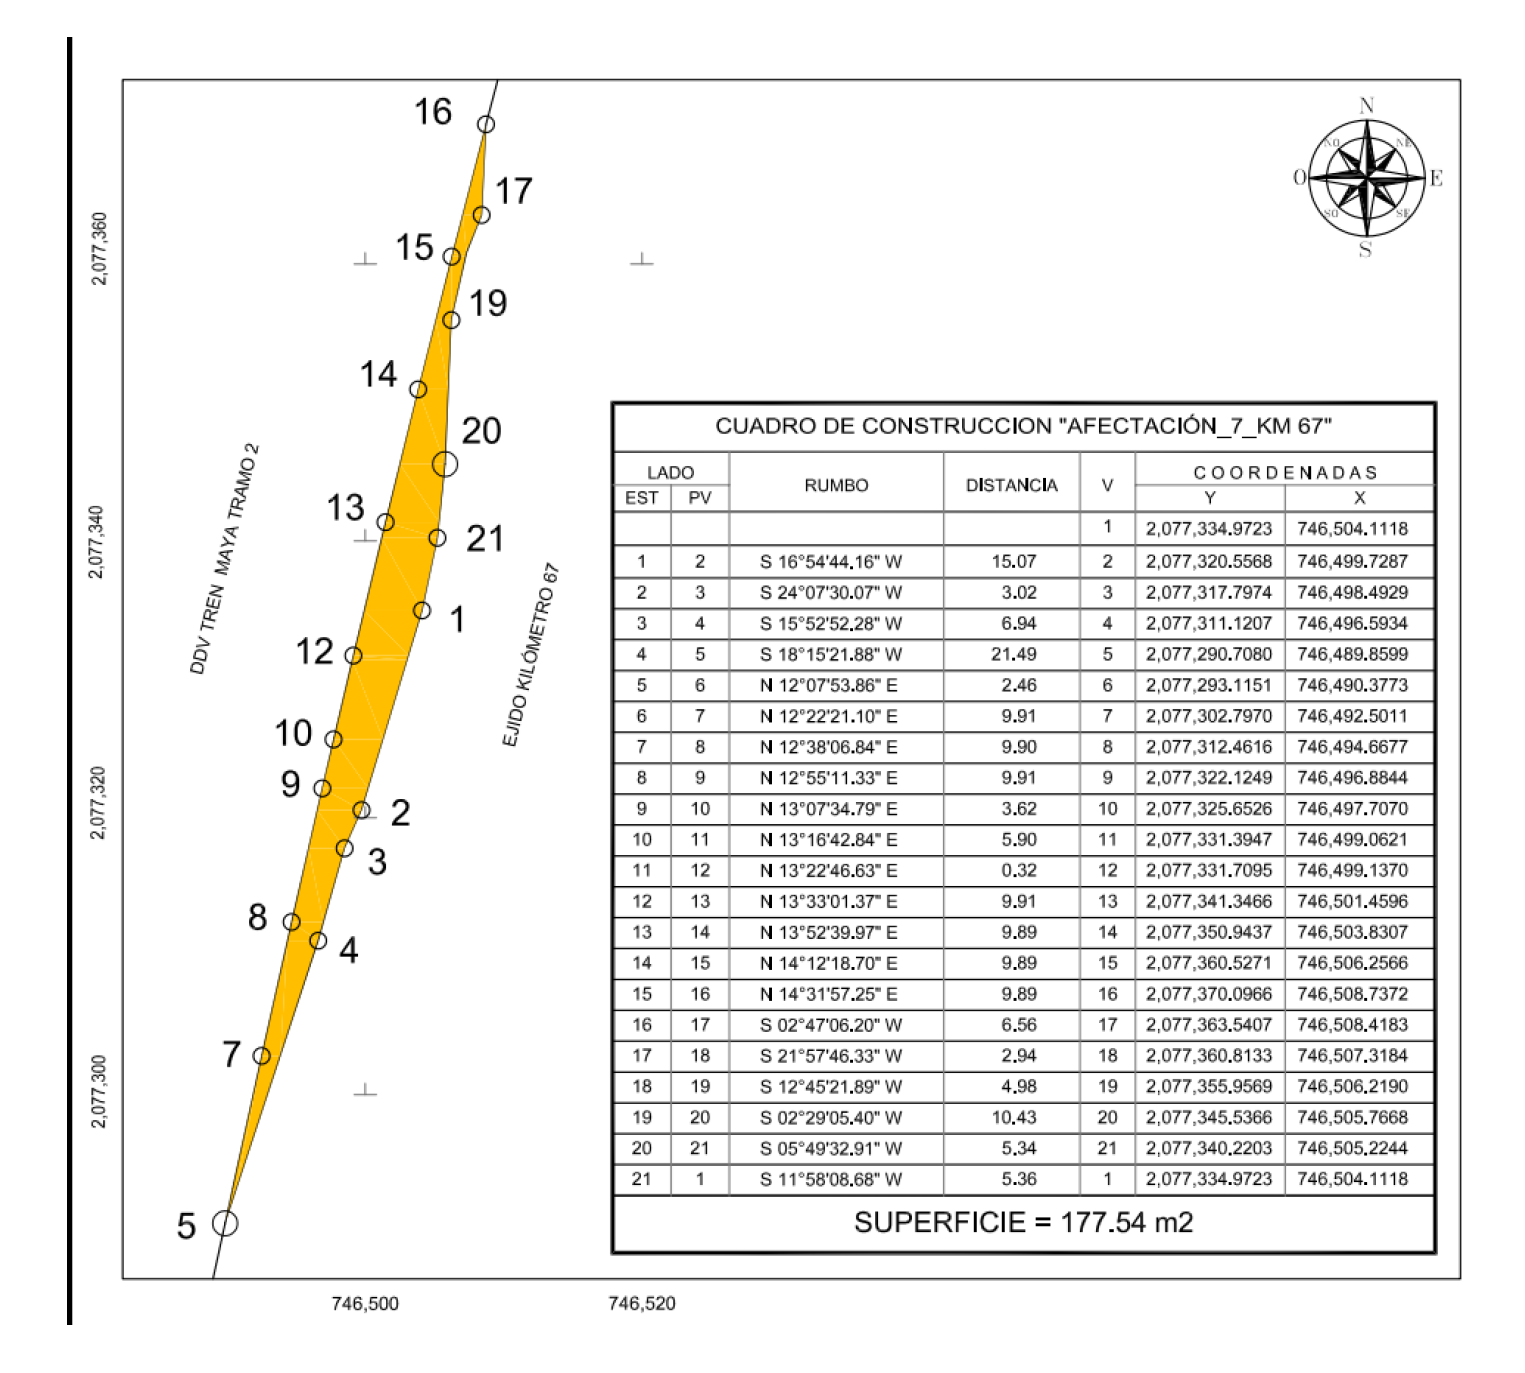 N
NO
NE
O
E
SO
SE
S
16
17
15
19
14
20
13
21
1
12
10
9
2
3
8
4
7
5
2,077,360
2,077,340
2,077,320
2,077,300
746,500
746,520
DDV TREN MAYA TRAMO 2
EJIDO KILÓMETRO 67
CUADRO DE CONSTRUCCION "AFECTACIÓN_7_KM 67"
LADO RUMBO DISTANCIA V COORDENADAS
EST PV Y X
1 2,077,334.9723 746,504.1118
1 2 S 16°54'44.16" W 15.07 2 2,077,320.5568 746,499.7287
2 3 S 24°07'30.07" W 3.02 3 2,077,317.7974 746,498.4929
3 4 S 15°52'52.28" W 6.94 4 2,077,311.1207 746,496.5934
4 5 S 18°15'21.88" W 21.49 5 2,077,290.7080 746,489.8599
5 6 N 12°07'53.86" E 2.46 6 2,077,293.1151 746,490.3773
6 7 N 12°22'21.10" E 9.91 7 2,077,302.7970 746,492.5011
7 8 N 12°38'06.84" E 9.90 8 2,077,312.4616 746,494.6677
8 9 N 12°55'11.33" E 9.91 9 2,077,322.1249 746,496.8844
9 10 N 13°07'34.79" E 3.62 10 2,077,325.6526 746,497.7070
10 11 N 13°16'42.84" E 5.90 11 2,077,331.3947 746,499.0621
11 12 N 13°22'46.63" E 0.32 12 2,077,331.7095 746,499.1370
12 13 N 13°33'01.37" E 9.91 13 2,077,341.3466 746,501.4596
13 14 N 13°52'39.97" E 9.89 14 2,077,350.9437 746,503.8307
14 15 N 14°12'18.70" E 9.89 15 2,077,360.5271 746,506.2566
15 16 N 14°31'57.25" E 9.89 16 2,077,370.0966 746,508.7372
16 17 S 02°47'06.20" W 6.56 17 2,077,363.5407 746,508.4183
17 18 S 21°57'46.33" W 2.94 18 2,077,360.8133 746,507.3184
18 19 S 12°45'21.89" W 4.98 19 2,077,355.9569 746,506.2190
19 20 S 02°29'05.40" W 10.43 20 2,077,345.5366 746,505.7668
20 21 S 05°49'32.91" W 5.34 21 2,077,340.2203 746,505.2244
21 1 S 11°58'08.68" W 5.36 1 2,077,334.9723 746,504.1118
SUPERFICIE = 177.54 m2